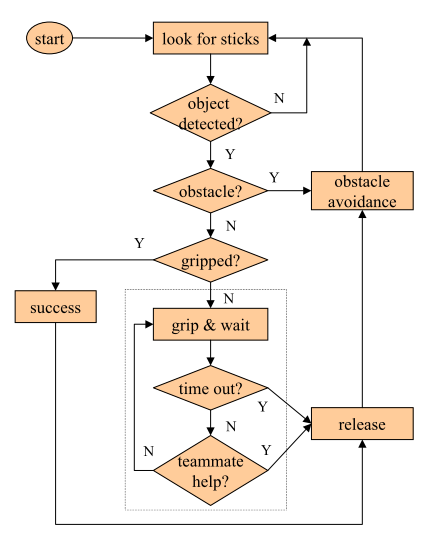 start
look for sticks
N
object
detected?
Y
Y
obstacle?
obstacle
avoidance
N
Y
gripped?
N
success
grip & wait
time out?
Y
N
release
N
Y
teammate
help?